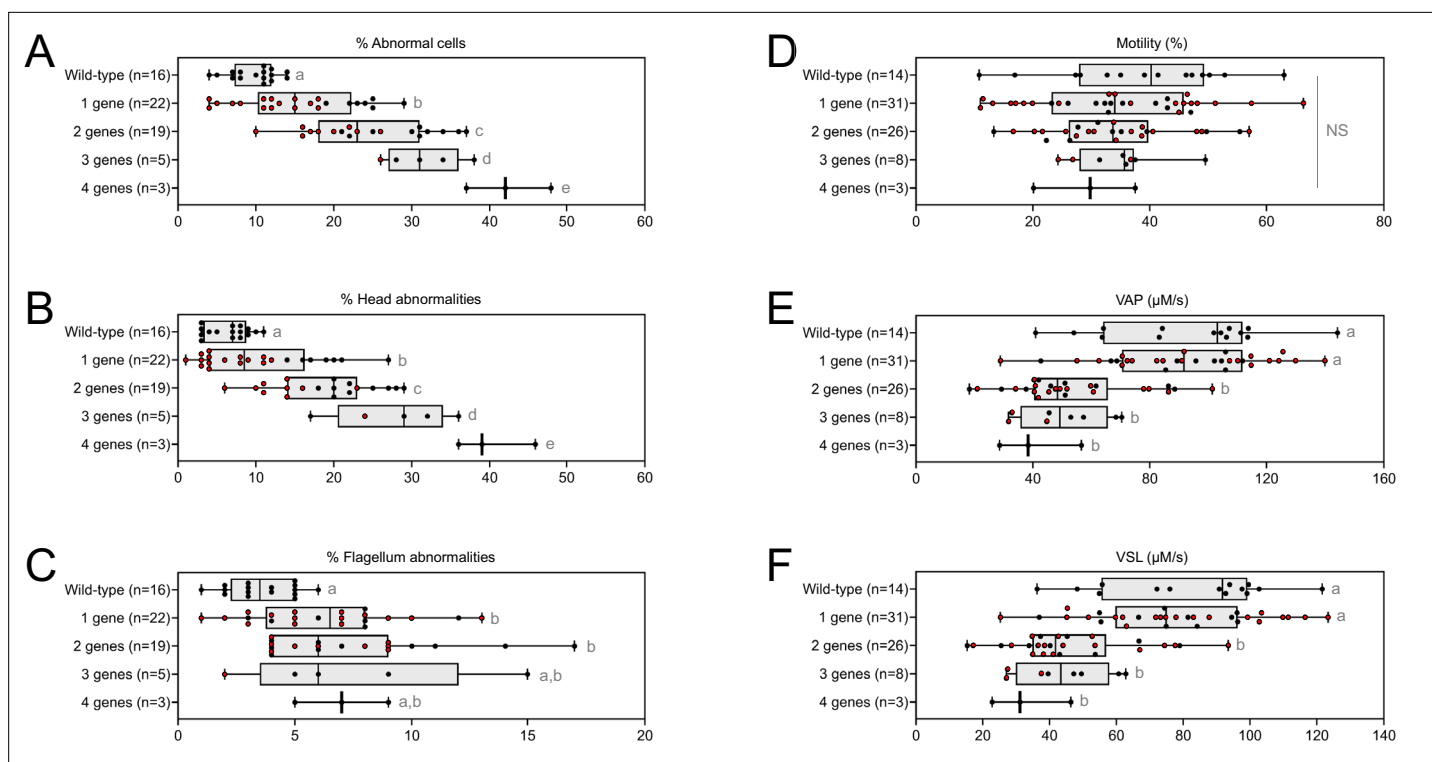 A
% Abnormal cells
Wild-type (n=16)
a
1 gene (n=22)
b
2 genes (n=19)
c
3 genes (n=5)
d
4 genes (n=3)
e
0 10 20 30 40 50 60
B
% Head abnormalities
Wild-type (n=16)
a
1 gene (n=22)
b
2 genes (n=19)
c
3 genes (n=5)
d
4 genes (n=3)
e
0 10 20 30 40 50 60
C
% Flagellum abnormalities
Wild-type (n=16)
a
1 gene (n=22)
b
2 genes (n=19)
b
3 genes (n=5)
a,b
4 genes (n=3)
a,b
0 5 10 15 20
D
Motility (%)
Wild-type (n=14)
1 gene (n=31)
2 genes (n=26)
NS
3 genes (n=8)
4 genes (n=3)
0 20 40 60 80
E
VAP (µM/s)
Wild-type (n=14)
a
1 gene (n=31)
a
2 genes (n=26)
b
3 genes (n=8)
b
4 genes (n=3)
b
0 40 80 120 160
F
VSL (µM/s)
Wild-type (n=14)
a
1 gene (n=31)
a
2 genes (n=26)
b
3 genes (n=8)
b
4 genes (n=3)
b
0 20 40 60 80 100 120 140